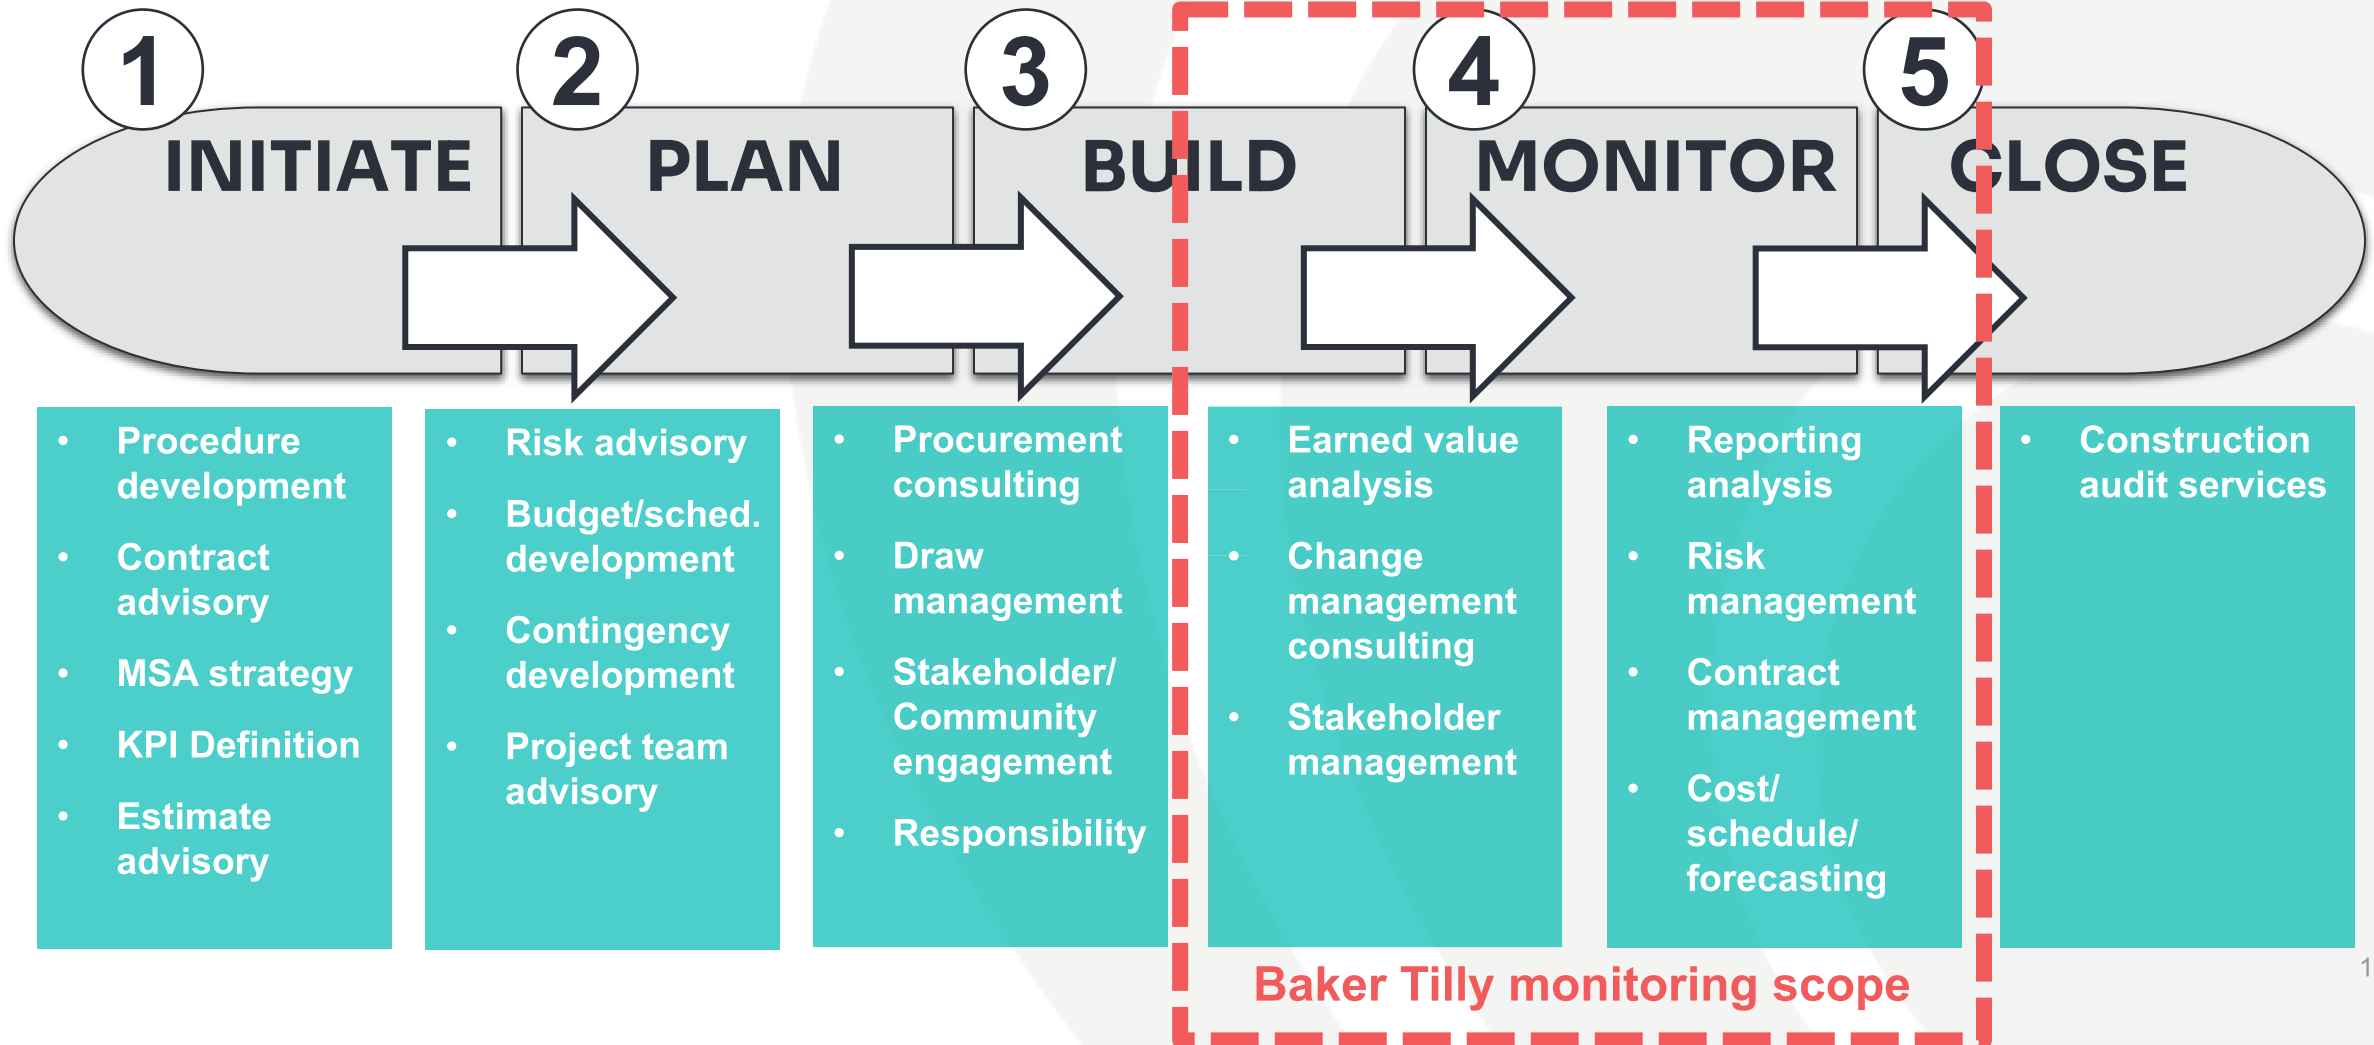 1
INITIATE
2
PLAN
3
BUILD
4
MONITOR
5
CLOSE
• Procedure
development
• Contract
advisory
• MSA strategy
• KPI Definition
• Estimate
advisory
• Risk advisory
• Budget/sched.
development
• Contingency
development
• Project team
advisory
• Procurement
consulting
• Draw
management
• Stakeholder/
Community
engagement
• Responsibility
• Earned value
analysis
• Change
management
consulting
• Stakeholder
management
• Reporting
analysis
• Risk
management
• Contract
management
• Cost/
schedule/
forecasting
• Construction
audit services
Baker Tilly monitoring scope
1